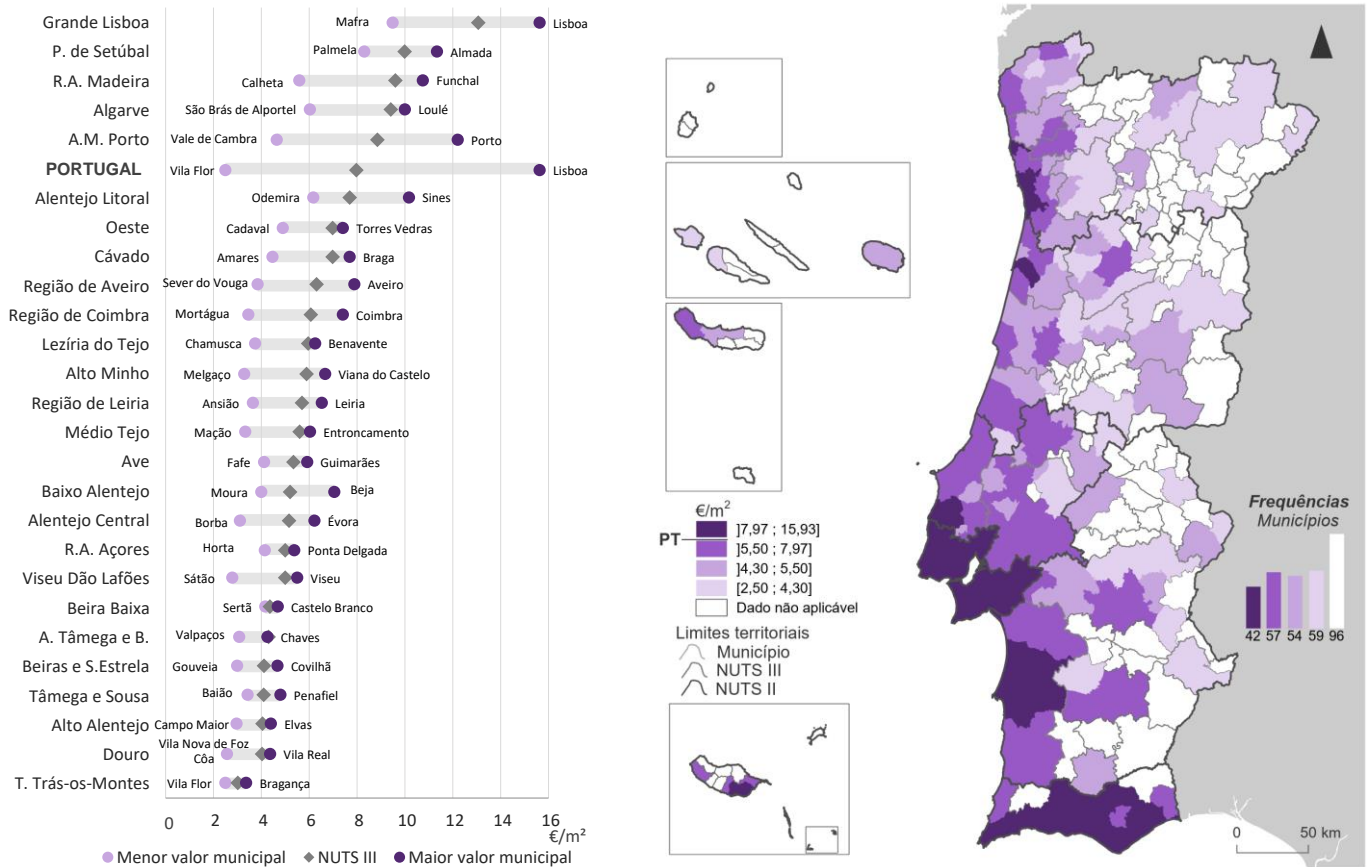 Grande Lisboa Mafra Lisboa
P. de Setúbal Palmela Almada
R.A. Madeira Calheta Funchal
Algarve São Brás de Alportel Loulé
A.M. Porto Vale de Cambra Porto
PORTUGAL Vila Flor Lisboa
Alentejo Litoral Odemira Sines
Oeste Cadaval Torres Vedras
Cávado Amares Braga
Região de Aveiro Sever do Vouga Aveiro
Região de Coimbra Mortágua Coimbra
Lezíria do Tejo Chamusca Benavente
Alto Minho Melgaço Viana do Castelo
Região de Leiria Ansião Leiria
Médio Tejo Mação Entroncamento
Ave Fafe Guimarães
Baixo Alentejo Moura Beja
Alentejo Central Borba Évora
R.A. Açores Horta Ponta Delgada
Viseu Dão Lafões Sátão Viseu
Beira Baixa Sertã Castelo Branco
A. Tâmega e B. Valpaços Chaves
Beiras e S.Estrela Gouveia Covilhã
Tâmega e Sousa Baião Penafiel
Alto Alentejo Campo Maior Elvas
Douro Vila Nova de Foz
Côa Vila Real
T. Trás-os-Montes Vila Flor Bragança
0 2 4 6 8 10 12 14 16
€/m²
Menor valor municipal NUTS III Maior valor municipal
€/m²
PT
]7,97 ; 15,93]
]5,50 ; 7,97]
]4,30 ; 5,50]
[2,50 ; 4,30]
Dado não aplicável
Limites territoriais
Município
NUTS III
NUTS II
Frequências
Municípios
42 57 54 59 96
0 50 km